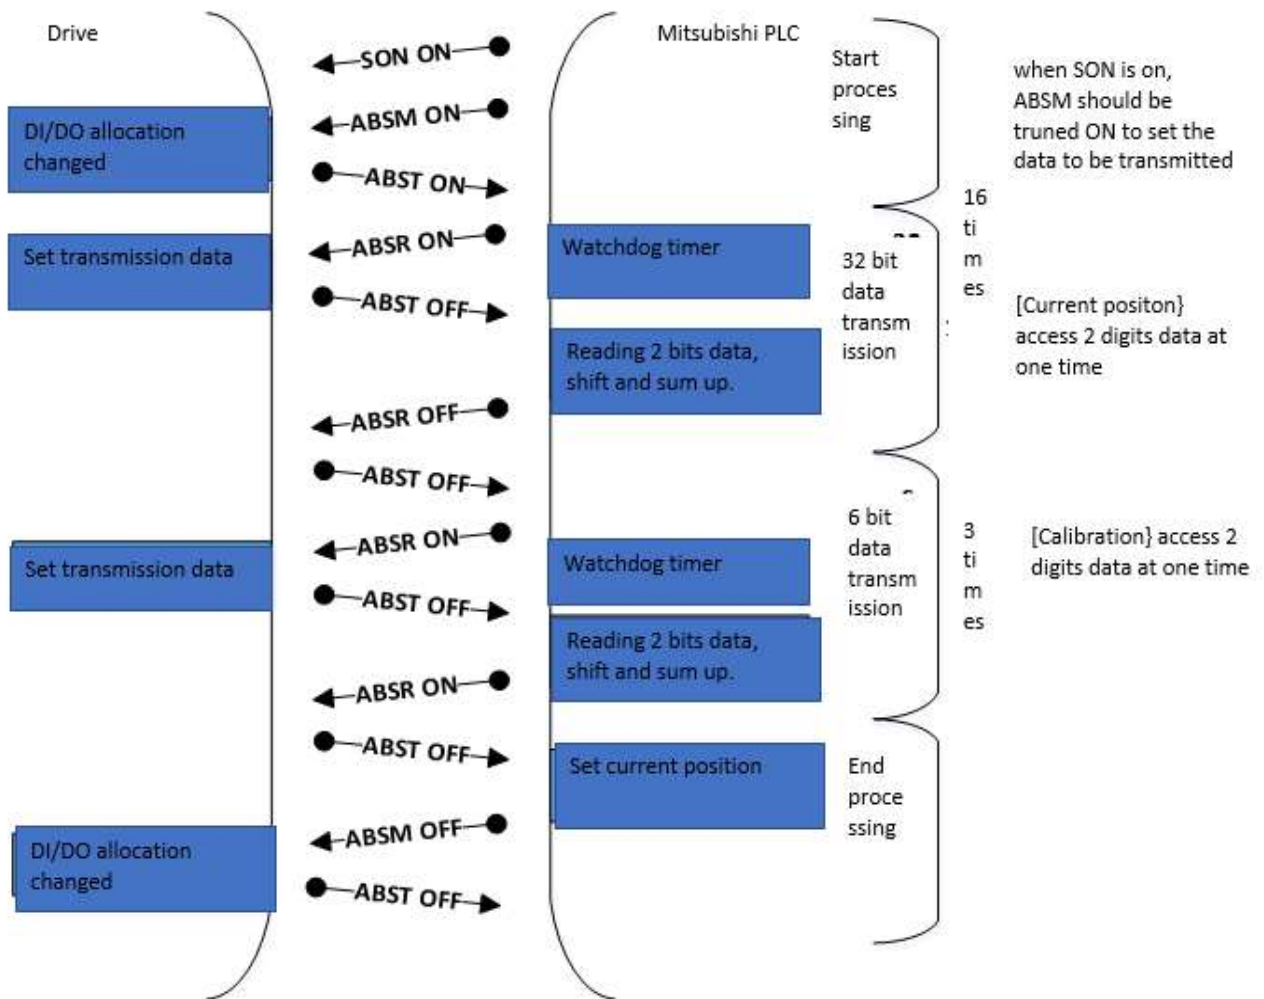 Drive
Mitsubishi PLC
SON ON
Start
proces
sing
when SON is on,
ABSM should be
truned ON to set the
data to be transmitted
ABSM ON
DI/DO allocation
changed
ABST ON
16
ti
m
es
ABSR ON
Set transmission data
Watchdog timer
32 bit
data
transm
ission
ABST OFF
[Current positon}
access 2 digits data at
one time
Reading 2 bits data,
shift and sum up.
ABSR OFF
ABST OFF
6 bit
data
transm
ission
3
ti
m
es
[Calibration} access 2
digits data at one time
ABSR ON
Set transmission data
Watchdog timer
ABST OFF
Reading 2 bits data,
shift and sum up.
ABSR ON
ABST OFF
Set current position
End
proce
ssing
ABSM OFF
DI/DO allocation
changed
ABST OFF